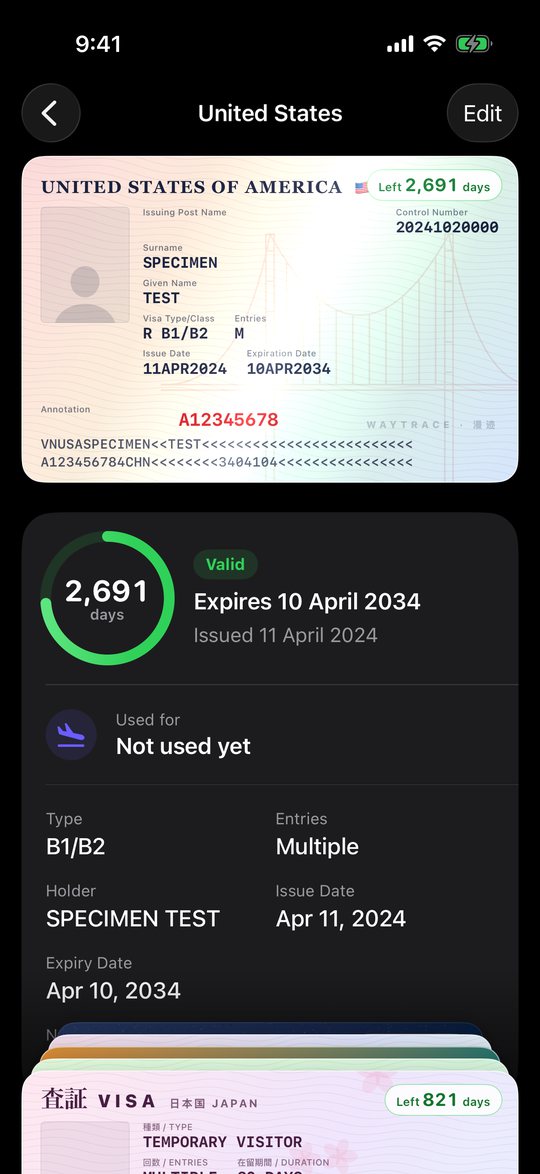 9:41
United States
Edit
UNITED STATES OF AMERICA
Left 2,691 days
Issuing Post Name
Control Number
20241020000
Surname
SPECIMEN
Given Name
TEST
Visa Type/Class Entries
R B1/B2 M
Issue Date Expiration Date
11APR2024 10APR2034
Annotation
A12345678
WAYTRACE · 漫迹
VNUSASPECIMEN<<TEST<<<<<<<<<<<<<<<<<<<<<<<<<<
A123456784CHN<<<<<<<<3404104<<<<<<<<<<<<<<<<<
2,691
days
Valid
Expires 10 April 2034
Issued 11 April 2024
Used for
Not used yet
Type Entries
B1/B2 Multiple
Holder Issue Date
SPECIMEN TEST Apr 11, 2024
Expiry Date
Apr 10, 2034
査証 VISA 日本国 JAPAN
Left 821 days
種類 / TYPE
TEMPORARY VISITOR
回数 / ENTRIES 在留期間 / DURATION